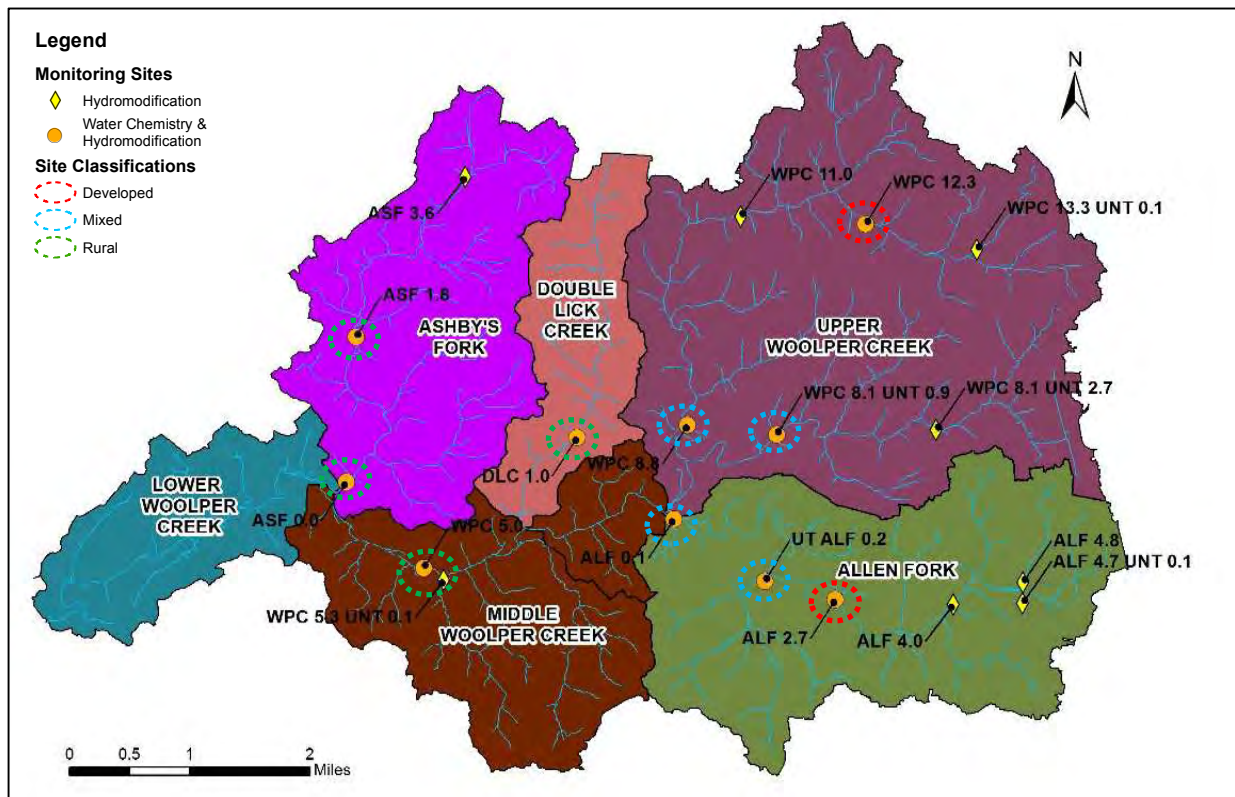 Legend
Monitoring Sites
Hydromodification
Water Chemistry &
Hydromodification
Site Classifications
Developed
Mixed
Rural
N
WPC 11.0
WPC 12.3
WPC 13.3 UNT 0.1
ASF 3.6
DOUBLE
LICK
CREEK
ASF 1.8
ASHBY'S
FORK
UPPER
WOOLPER CREEK
WPC 8.1 UNT 0.9
WPC 8.1 UNT 2.7
WPC 8.8
DLC 1.0
LOWER
WOOLPER
CREEK
ASF 0.0
WPC 5.0
ALF 0.1
UT ALF 0.2
ALLEN FORK
ALF 4.8
ALF 4.7 UNT 0.1
WPC 5.3 UNT 0.1
MIDDLE
WOOLPER CREEK
ALF 2.7
ALF 4.0
0 0.5 1 2
Miles